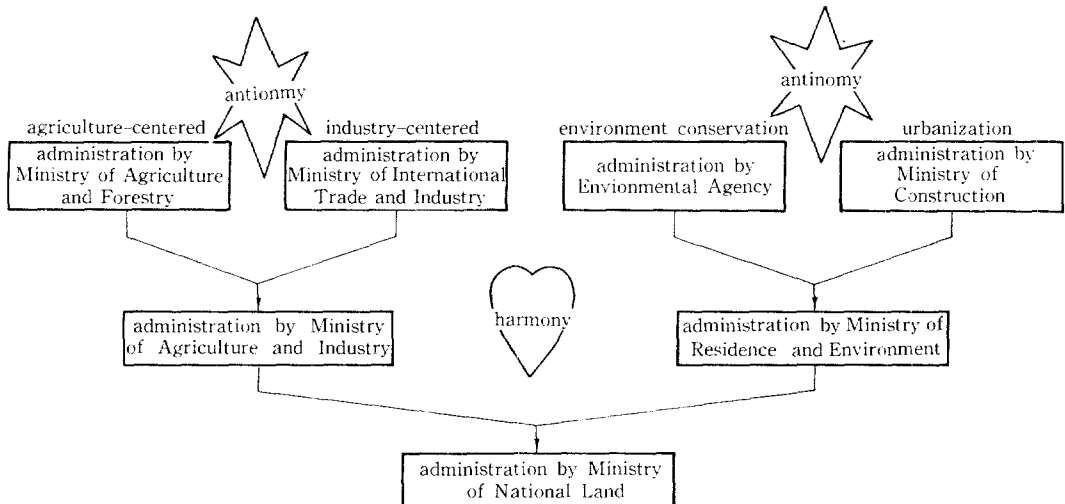 antionmy
antinomy
agriculture-centered
industry-centered
environment conservation
urbanization
administration by
Ministry of Agriculture
and Forestry
administration by
Ministry of International
Trade and Industry
administration by
Envionmental Agency
administration by
Ministry of
Construction
harmony
administration by Ministry
of Agriculture and Industry
administration by Ministry of
Residence and Environment
administration by Ministry
of National Land